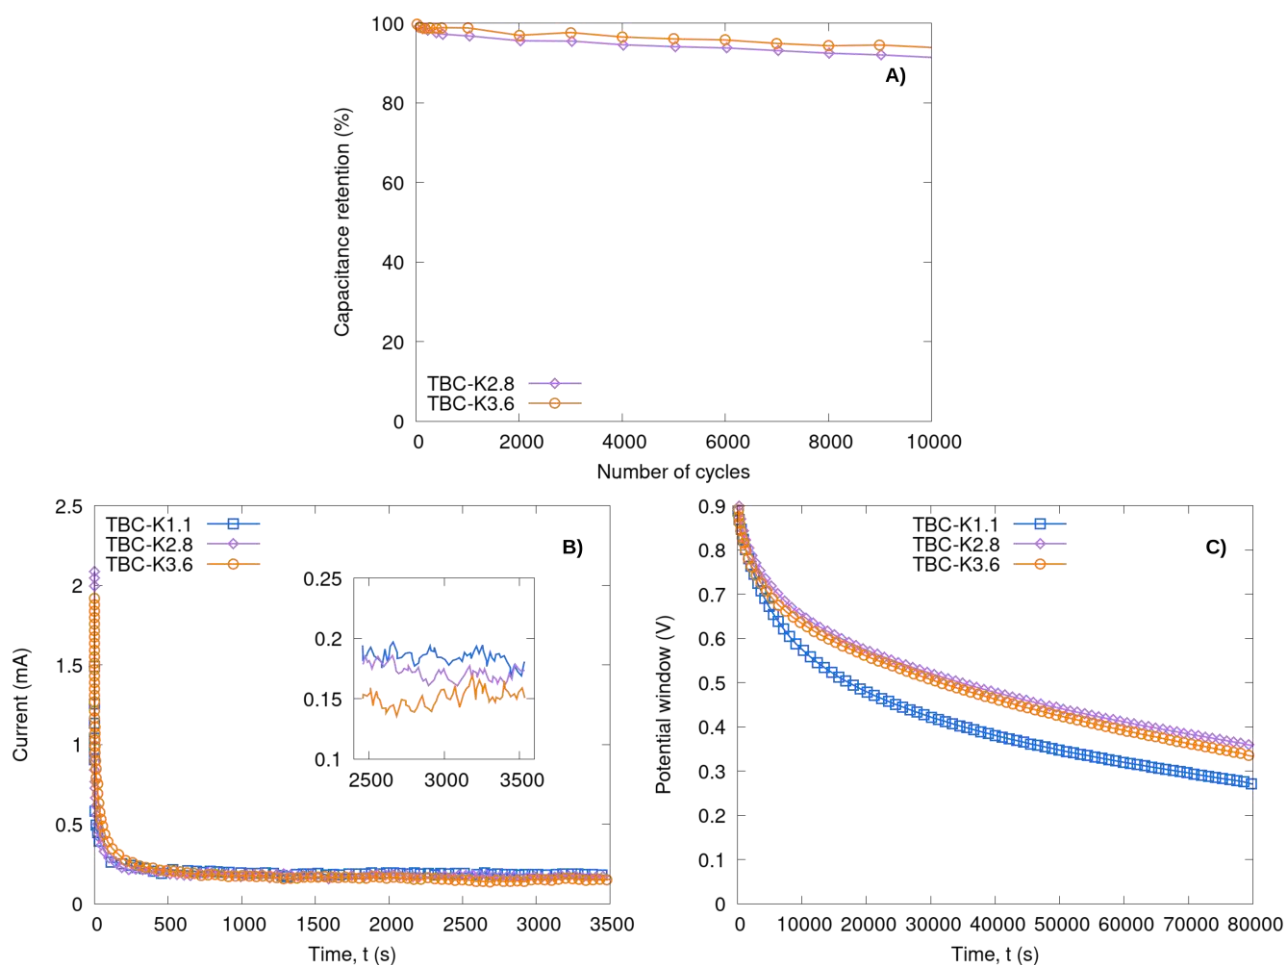 100
80
60
40
20
0
Capacitance retention (%)
A)
TBC-K2.8
TBC-K3.6
0 2000 4000 6000 8000 10000
Number of cycles
2.5
2
1.5
1
0.5
0
Current (mA)
TBC-K1.1
TBC-K2.8
TBC-K3.6
B)
0.25
0.2
0.15
0.1
2500 3000 3500
0 500 1000 1500 2000 2500 3000 3500
Time, t (s)
0.9
0.8
0.7
0.6
0.5
0.4
0.3
0.2
0.1
0
Potential window (V)
TBC-K1.1
TBC-K2.8
TBC-K3.6
C)
0 10000 20000 30000 40000 50000 60000 70000 80000
Time, t (s)